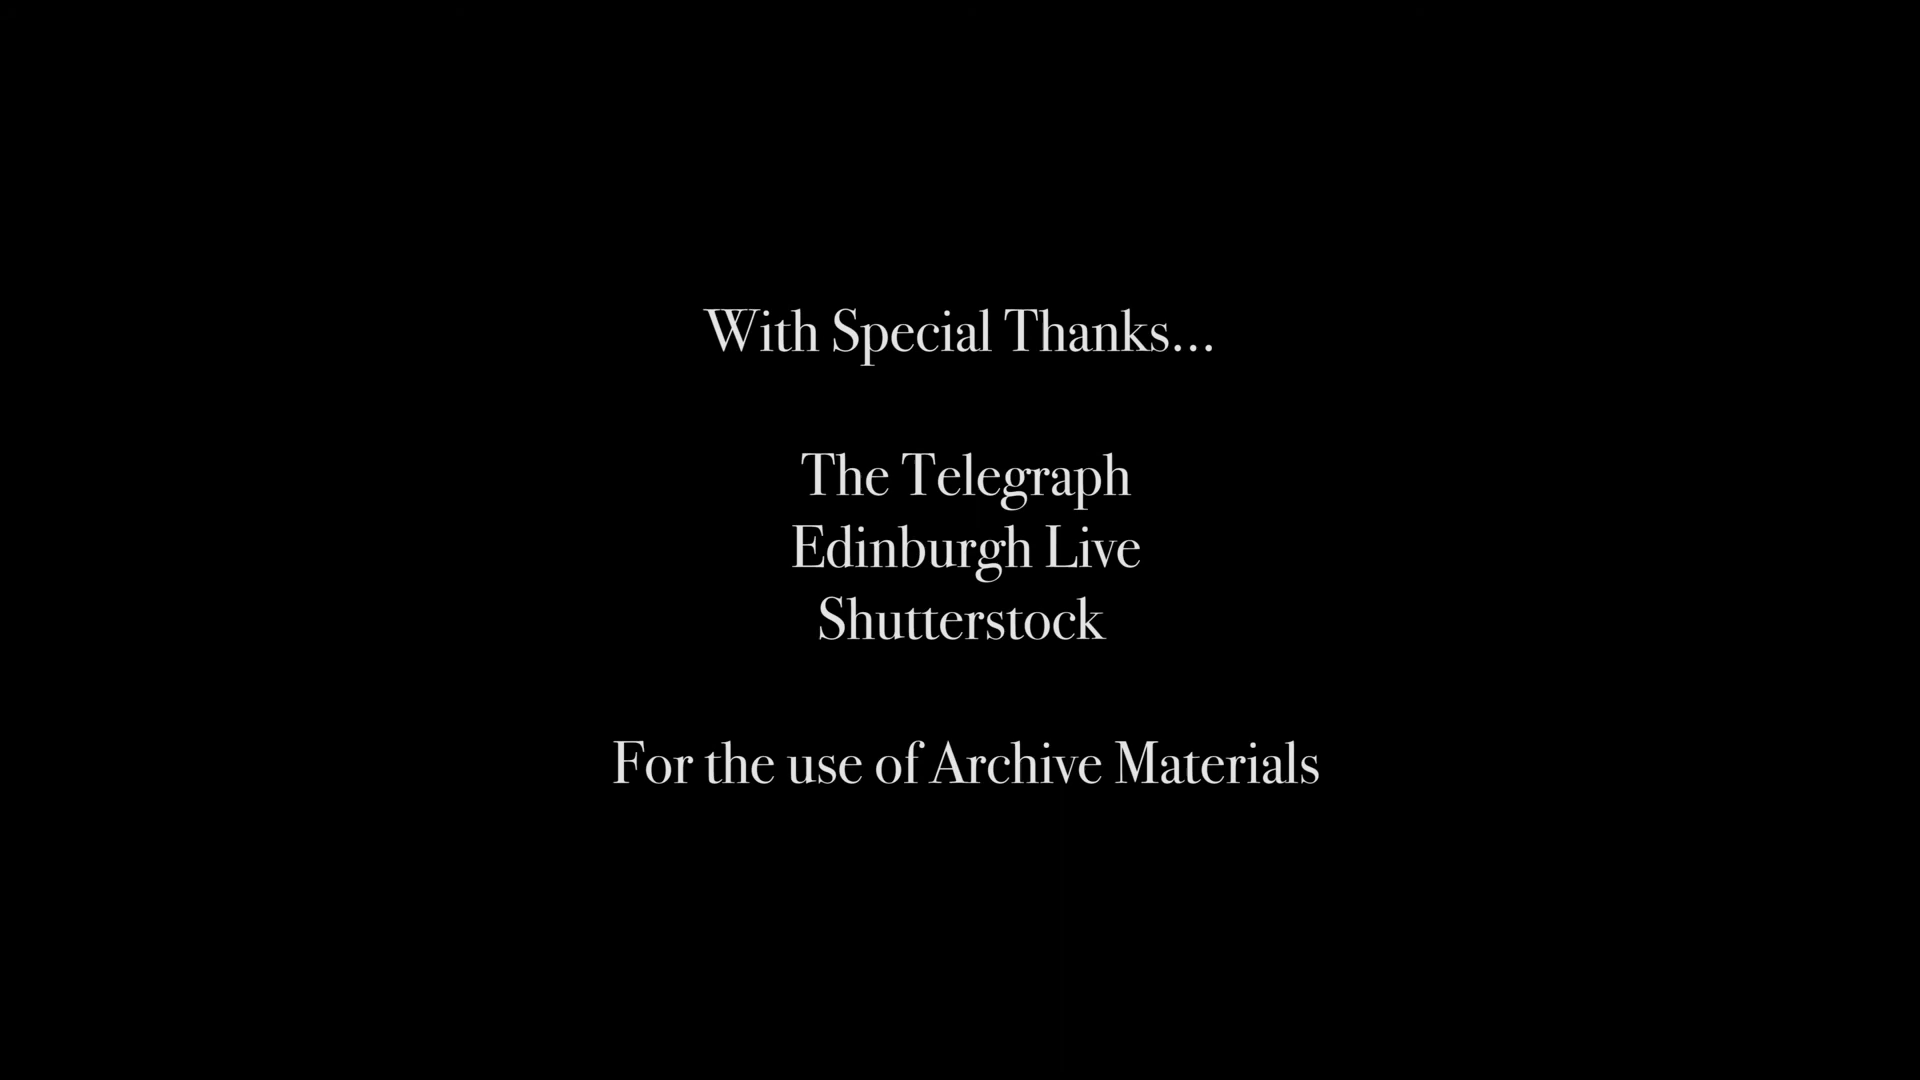 With Special Thanks...
The Telegraph
Edinburgh Live
Shutterstock
For the use of Archive Materials